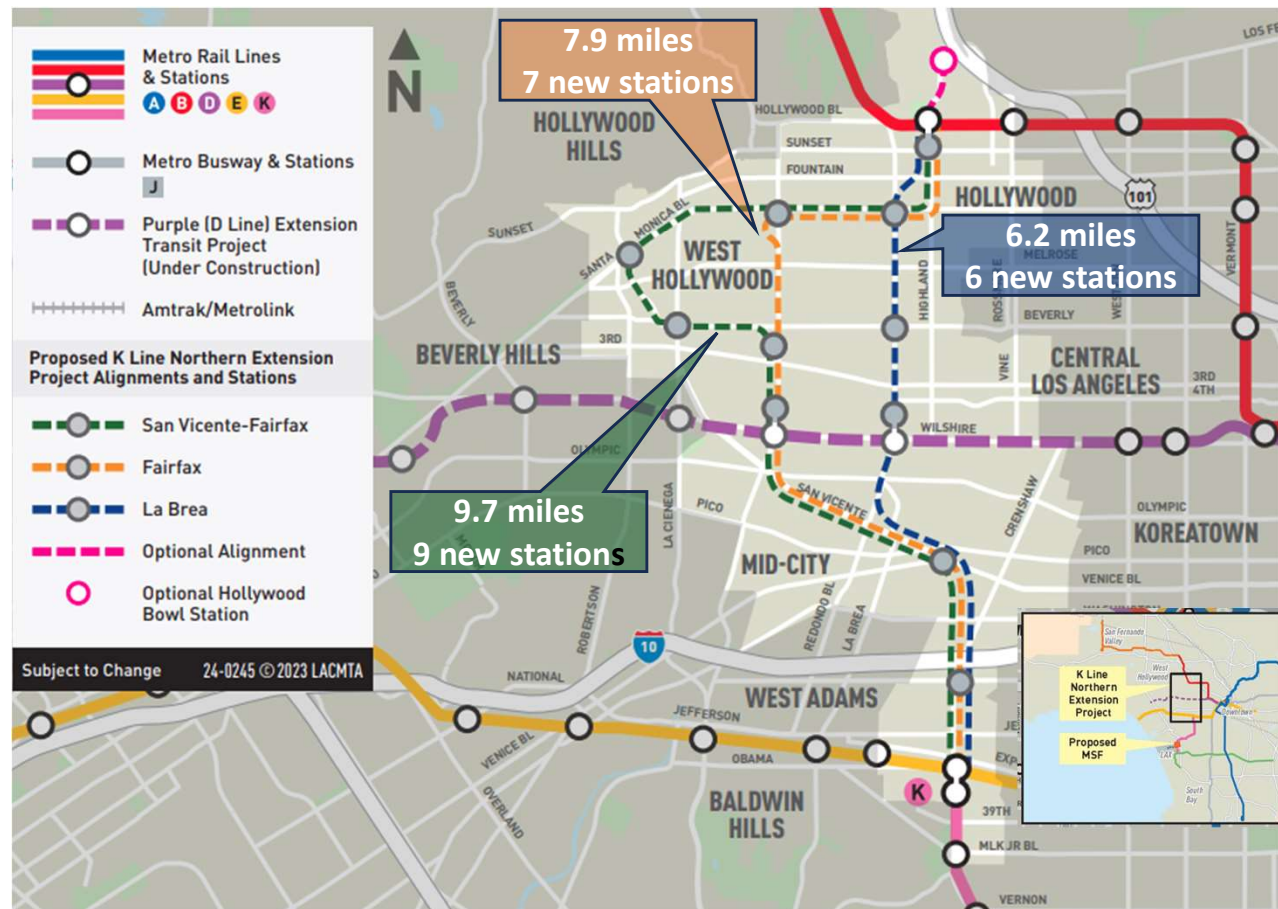 Metro Rail Lines
& Stations
A B D E K
Metro Busway & Stations
J
Purple (D Line) Extension
Transit Project
(Under Construction)
Amtrak/Metrolink
Proposed K Line Northern Extension
Project Alignments and Stations
San Vicente-Fairfax
Fairfax
La Brea
Optional Alignment
Optional Hollywood
Bowl Station
Subject to Change 24-0245 © 2023 LACMTA
N
7.9 miles
7 new stations
6.2 miles
6 new stations
9.7 miles
9 new stations
HOLLYWOOD
HILLS
HOLLYWOOD BL
SUNSET
FOUNTAIN
HOLLYWOOD
LOS
101
SUNSET
SANTA MONICA BL
WEST
HOLLYWOOD
MELROSE
HIGHLAND
VERMONT
BEVERLY
BEVERLY
3RD
BEVERLY HILLS
VINE
CENTRAL
LOS ANGELES
3RD
4TH
WILSHIRE
OLYMPIC
LA CIENEGA
PICO
SAN VICENTE
CRENSHAW
OLYMPIC
KOREATOWN
MID-CITY
PICO
VENICE BL
ROBERTSON
REDONDO BL
LA BREA
10
NATIONAL
WEST ADAMS
JEFFERSON
VENICE BL
OBAMA
OVERLAND
K
BALDWIN
HILLS
39TH
MLK JR BL
VERNON
San Fernando
Valley
West
Hollywood
K Line
Northern
Extension
Project
Downtown
Proposed
MSF
LAX
South
Bay